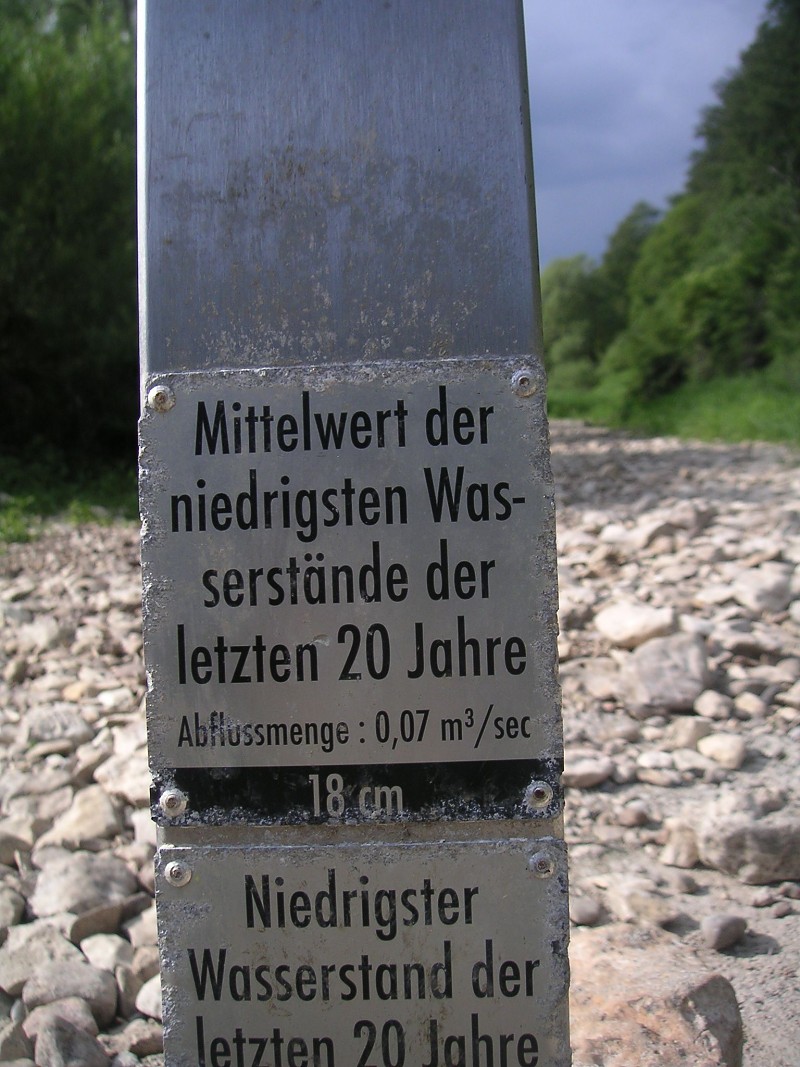 Mittelwert der
niedrigsten Was-
serstände der
letzten 20 Jahre
Abflussmenge : 0,07 m³/sec
18 cm
Niedrigster
Wasserstand der
letzten 20 Jahre